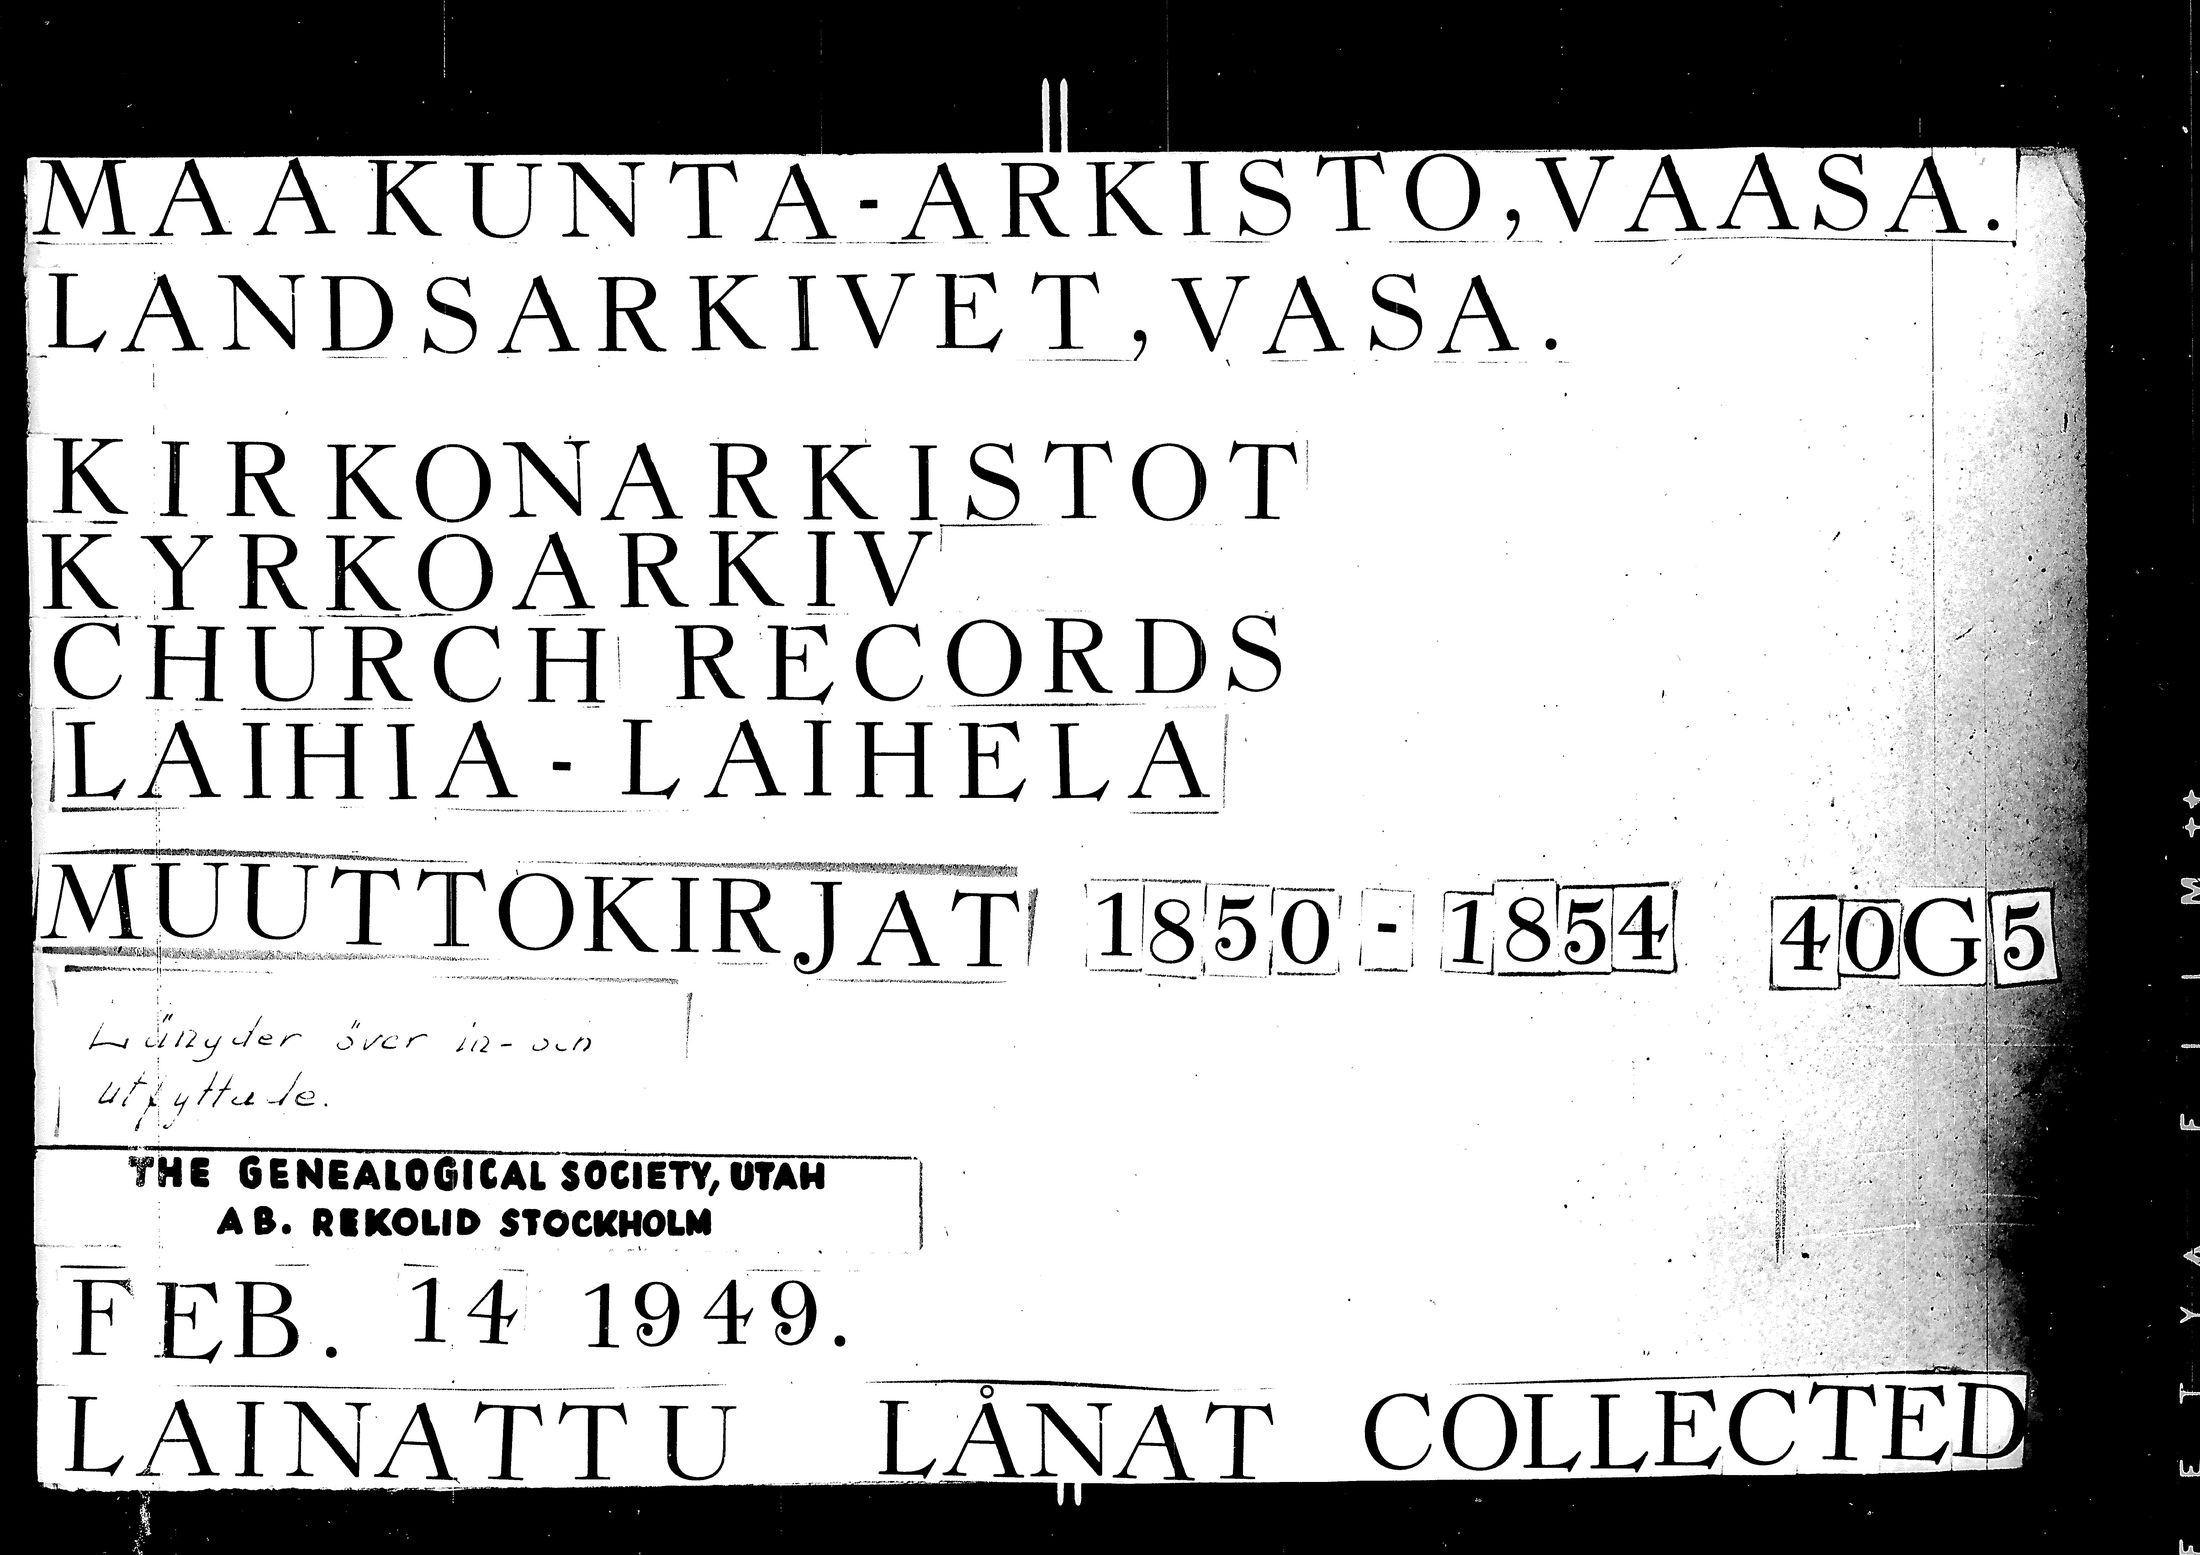 MAAKUNTA-ARKISTO,VAASA.
LANDSARKIVET,VASA.
KIRKONARKISTOT
KYRKOARKIV
CHURCH RECORDS
LAIHIA-LAIHELA
MUUTTOKIRJAT 1850-1854 40G5
över in- och
utflyttade.
THE GENEALOGICAL SOCIETY, UTAH
AB. REKOLID STOCKHOLM
FEB. 14 1949.
LAINATTU LÅNAT COLLECTED